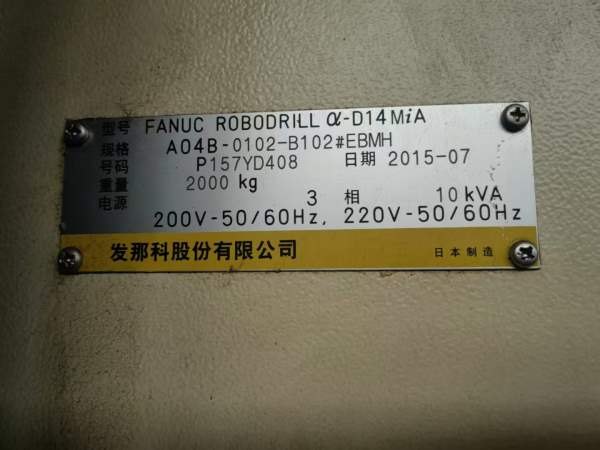 型号 FANUC ROBODRILL α-D14MiA
规格 A04B-0102-B102#EBMH
号码 P157YD408 日期 2015-07
重量 2000 kg
电源 3 相 10 kVA
200V-50/60Hz, 220V-50/60Hz
发那科股份有限公司 日本制造